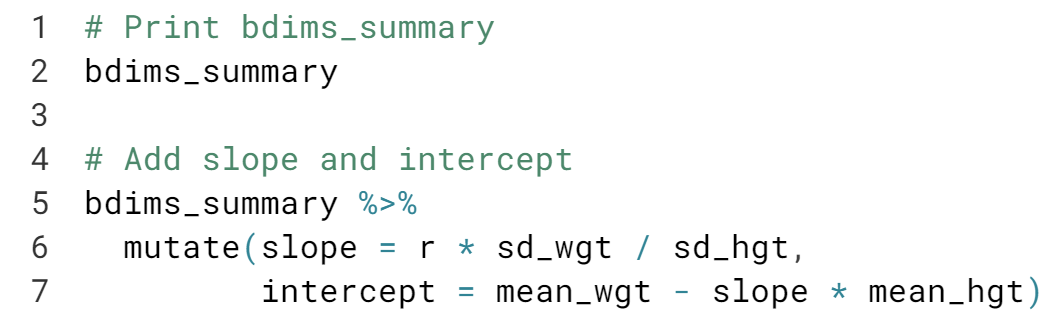 1 # Print bdims_summary
2 bdims_summary
3
4 # Add slope and intercept
5 bdims_summary %>%
6 mutate(slope = r * sd_wgt / sd_hgt,
7 intercept = mean_wgt - slope * mean_hgt)